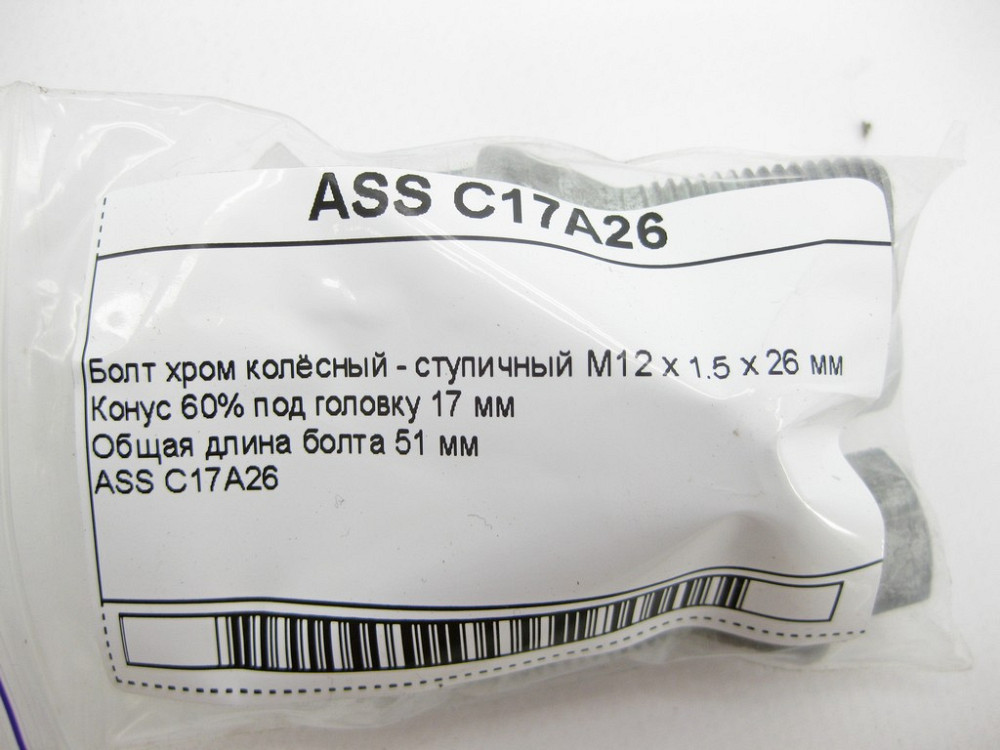 ASS C17A26
Болт хром колёсный - ступичный М12 x 1.5 x 26 мм
Конус 60% под головку 17 мм
Общая длина болта 51 мм
ASS C17A26